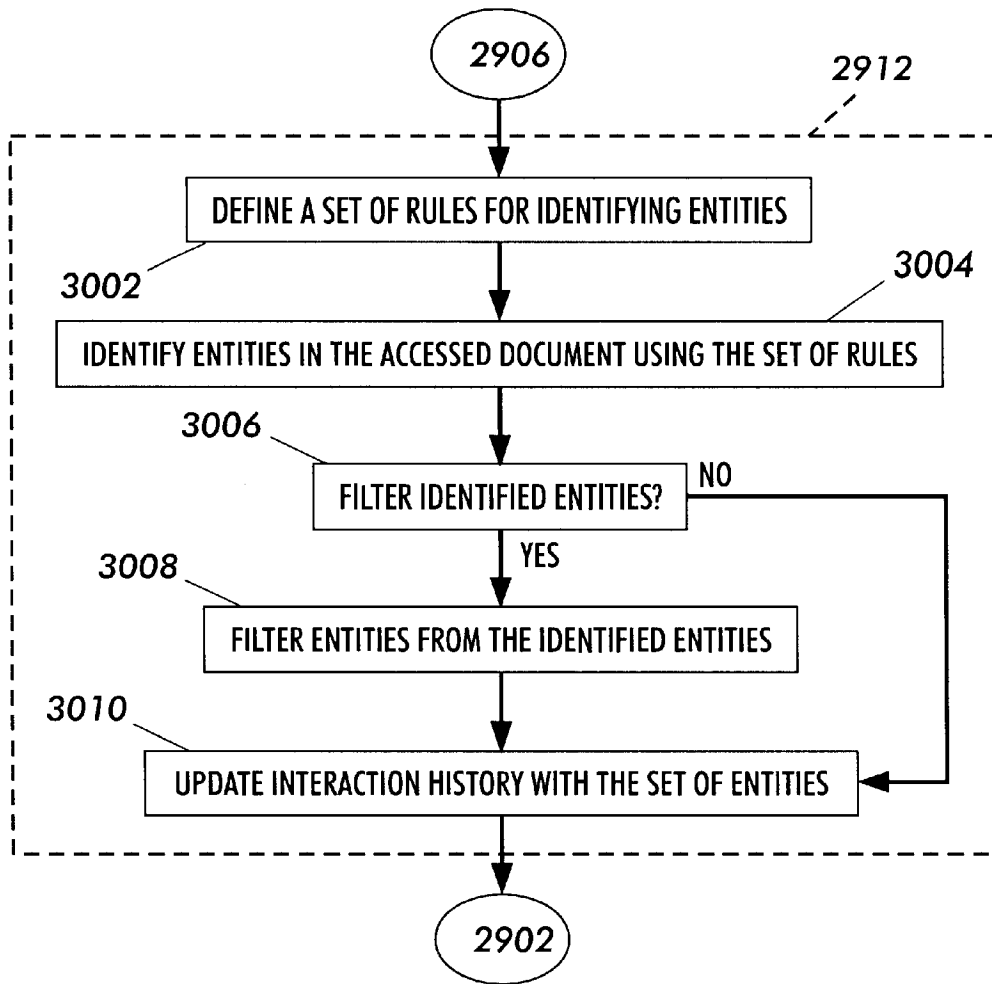 2906
2912
DEFINE A SET OF RULES FOR IDENTIFYING ENTITIES
3002
3004
IDENTIFY ENTITIES IN THE ACCESSED DOCUMENT USING THE SET OF RULES
3006
FILTER IDENTIFIED ENTITIES?
NO
YES
3008
FILTER ENTITIES FROM THE IDENTIFIED ENTITIES
3010
UPDATE INTERACTION HISTORY WITH THE SET OF ENTITIES
2902